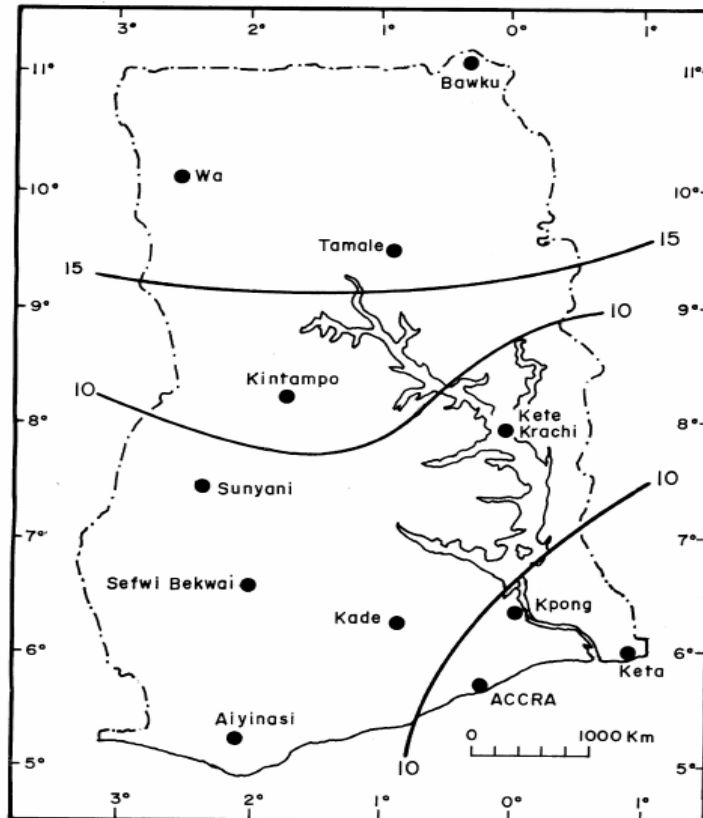 3° 2° 1° 0° 1°
11° 11°
Bawku
10° 10°
Wa
Tamale
15 15
9° 9°
10
Kintampo
10
8° 8°
Kete
Krachi
Sunyani
10
7° 7°
Sefwi Bekwai
Kpong
Kade
6° 6°
Keta
ACCRA
Aiyinasi
0 1000 Km
5° 5°
10
3° 2° 1° 0° 1°